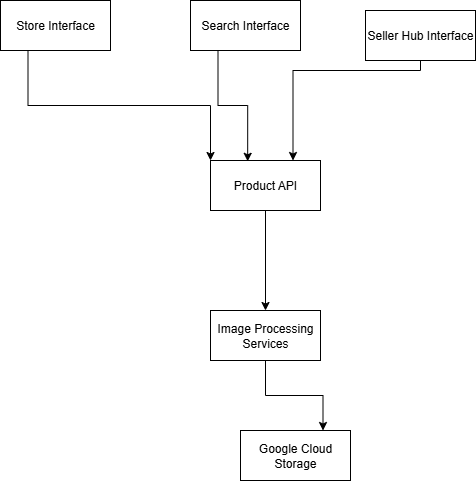 Store Interface
Search Interface
Seller Hub Interface
Product API
Image Processing
Services
Google Cloud
Storage